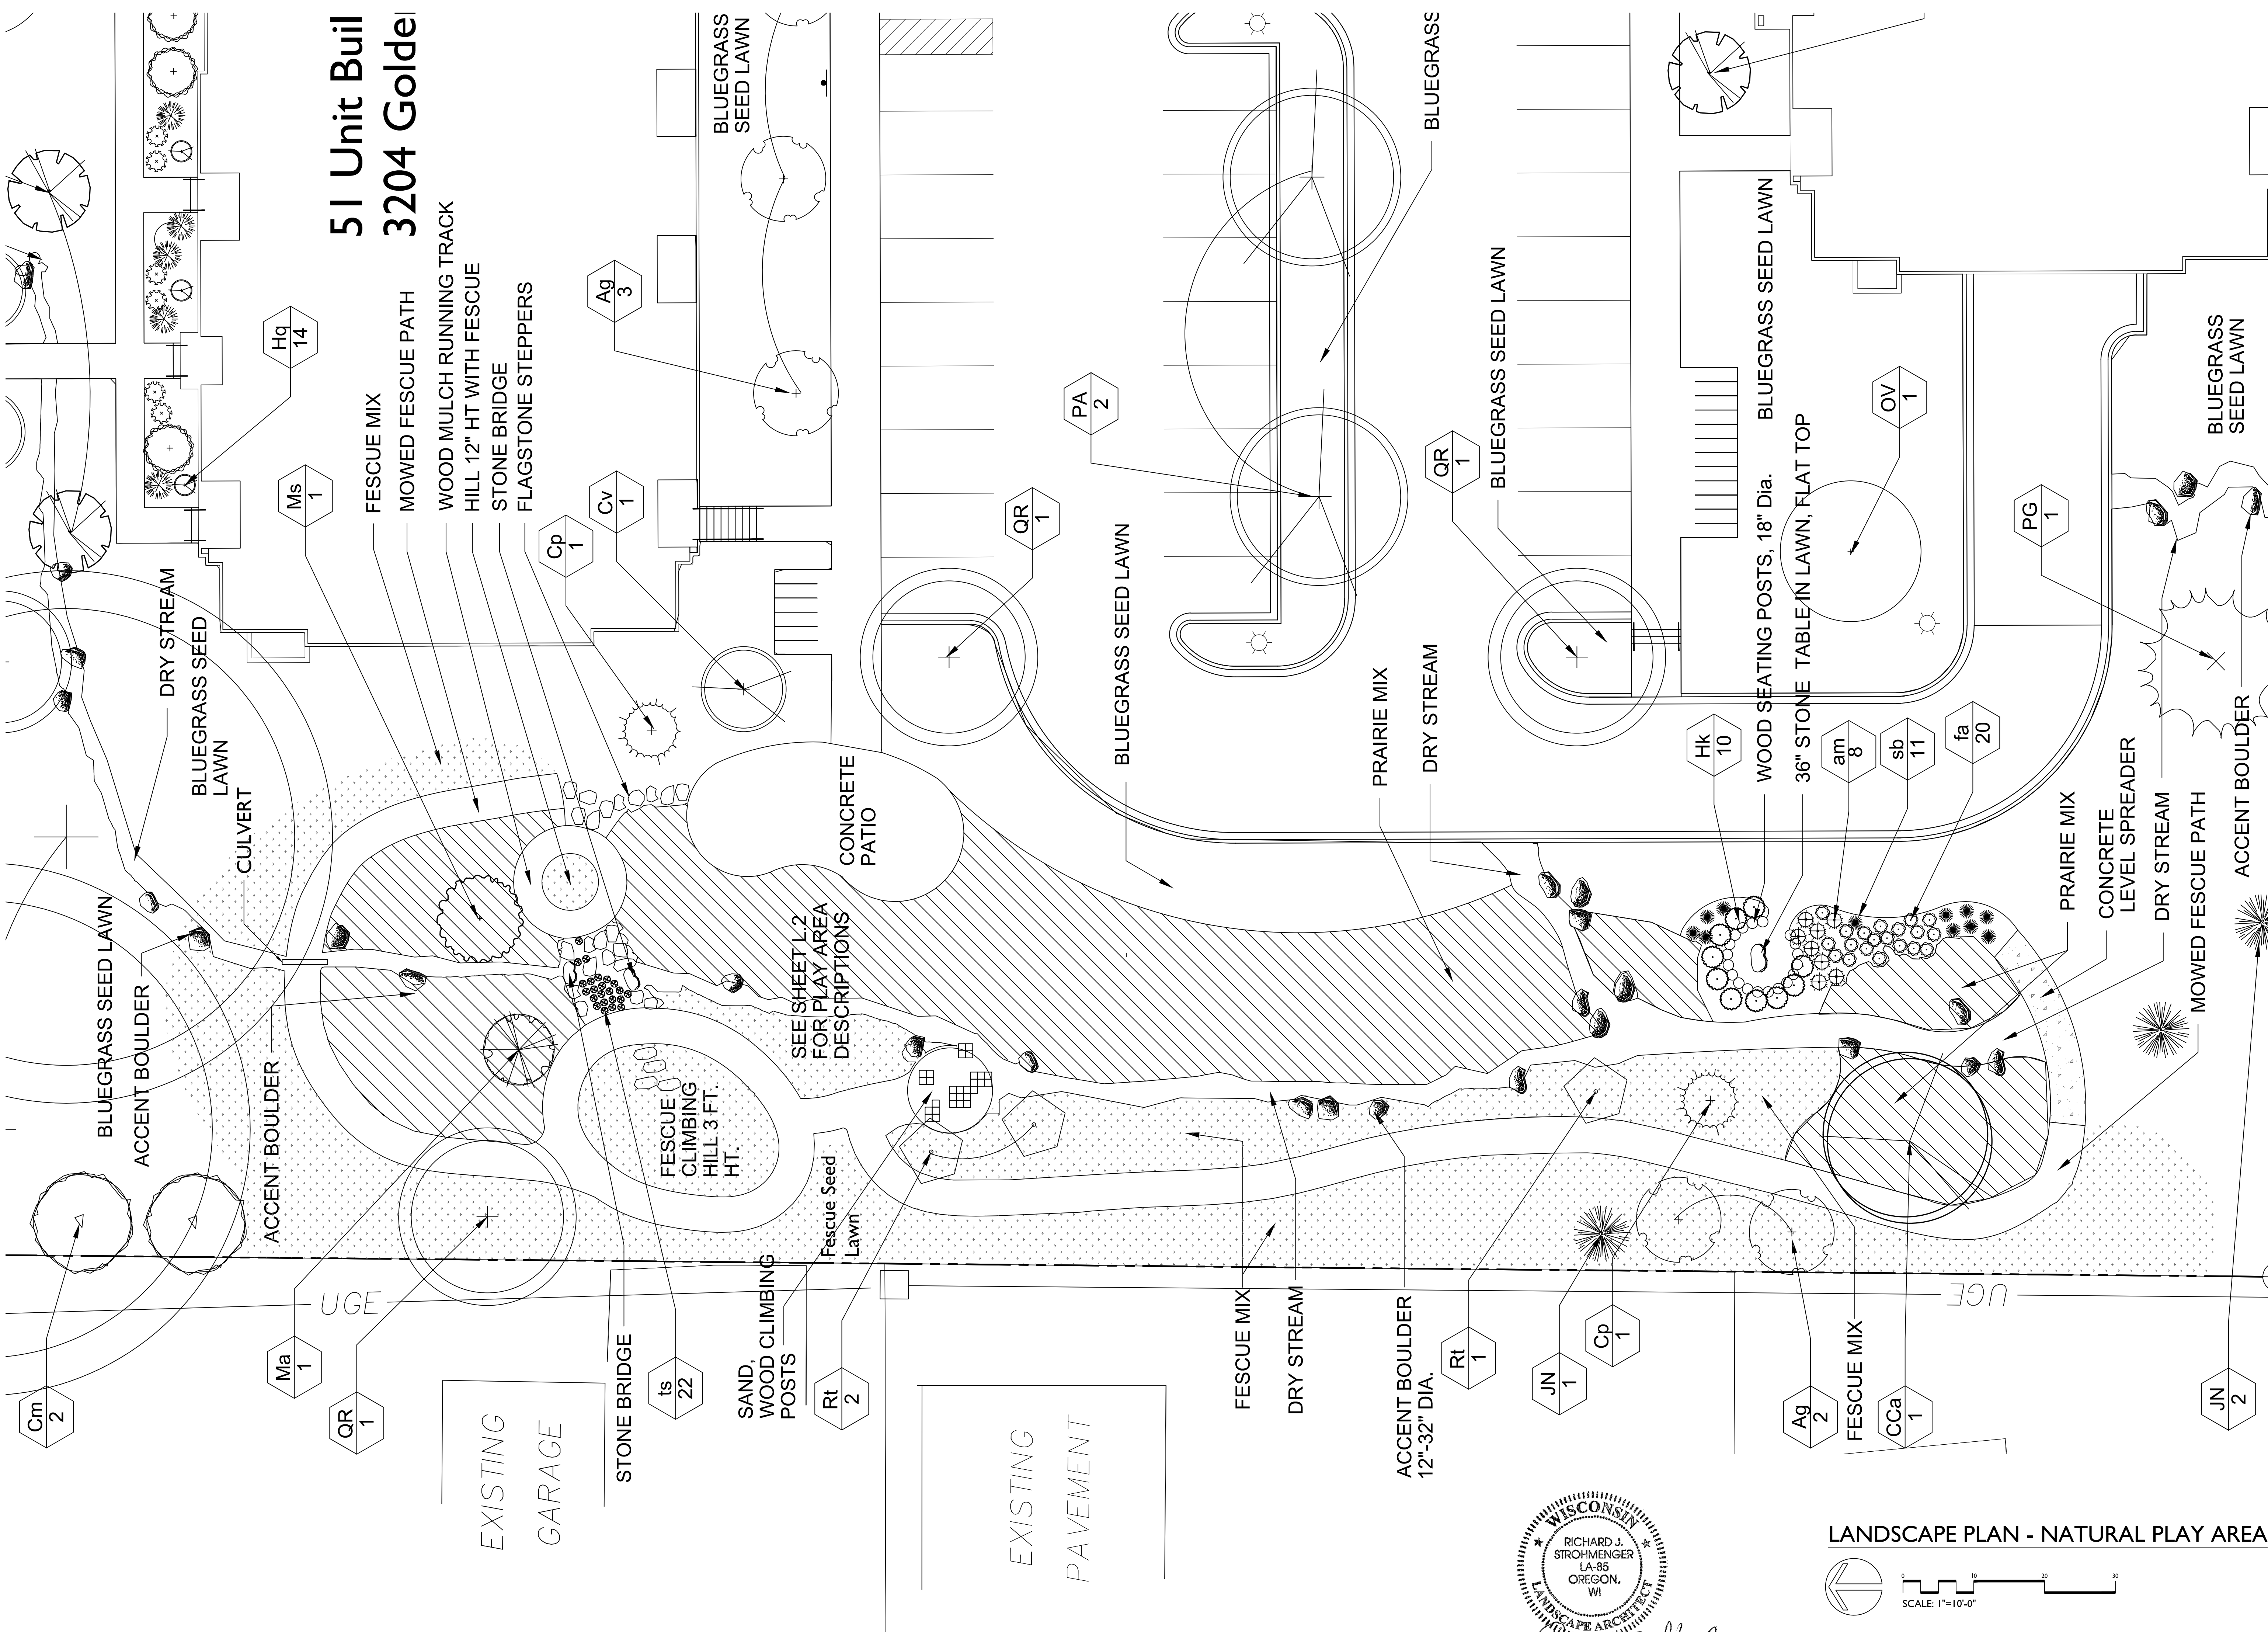 51 Unit Buil
3204 Golde
BLUEGRASS
SEED LAWN
BLUEGRASS
Hq
14
Ms
1
FESCUE MIX
MOWED FESCUE PATH
WOOD MULCH RUNNING TRACK
HILL 12" HT WITH FESCUE
STONE BRIDGE
FLAGSTONE STEPPERS
Cp
1
Cv
1
Ag
3
QR
1
PA
2
QR
1
BLUEGRASS SEED LAWN
BLUEGRASS SEED LAWN
OV
1
PG
1
BLUEGRASS
SEED LAWN
DRY STREAM
BLUEGRASS SEED
LAWN
CULVERT
BLUEGRASS SEED LAWN
ACCENT BOULDER
ACCENT BOULDER
CONCRETE
PATIO
SEE SHEET L.2
FOR PLAY AREA
DESCRIPTIONS
BLUEGRASS SEED LAWN
PRAIRIE MIX
DRY STREAM
Hk
10
WOOD SEATING POSTS, 18" Dia.
36" STONE TABLE IN LAWN, FLAT TOP
am
8
sb
11
fa
20
PRAIRIE MIX
CONCRETE
LEVEL SPREADER
DRY STREAM
MOWED FESCUE PATH
ACCENT BOULDER
FESCUE
CLIMBING
HILL 3 FT.
HT.
Fescue Seed
Lawn
UGE
UGE
Cm
2
Ma
1
QR
1
STONE BRIDGE
ts
22
SAND,
WOOD CLIMBING
POSTS
Rt
2
FESCUE MIX
DRY STREAM
ACCENT BOULDER
12"-32" DIA.
Rt
1
JN
1
Cp
1
Ag
2
FESCUE MIX
CCa
1
JN
2
EXISTING
GARAGE
EXISTING
PAVEMENT
WISCONSIN
RICHARD J.
STROHMENGER
LA-85
OREGON,
WI
LANDSCAPE ARCHITECT
LANDSCAPE PLAN - NATURAL PLAY AREA
0 10 20 30
SCALE: 1"=10'-0"